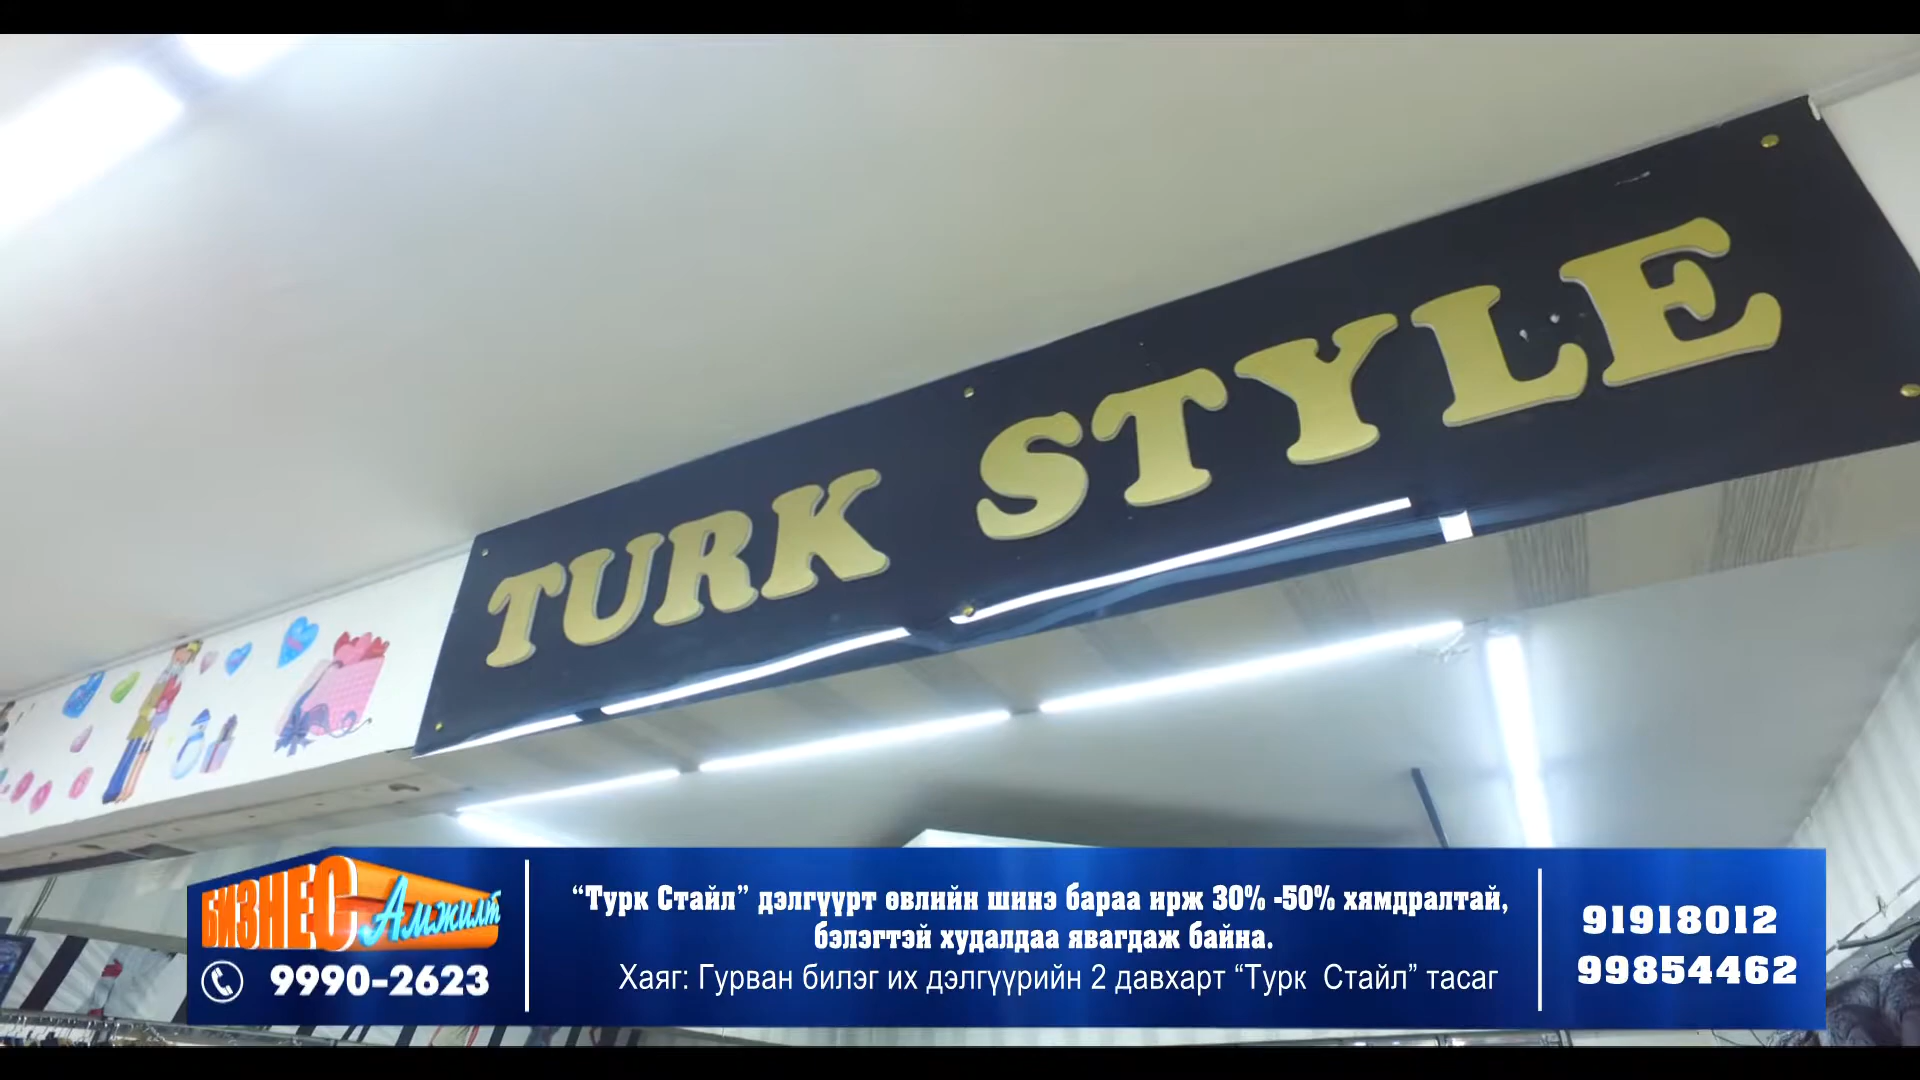 TURK STYLE
БИЗНЕС Амжилт
9990-2623
“Турк Стайл” дэлгүүрт өвлийн шинэ бараа ирж 30% -50% хямдралтай,
бэлэгтэй худалдаа явагдаж байна.
Хаяг: Гурван билэг их дэлгүүрийн 2 давхарт “Турк Стайл” тасаг
91918012
99854462